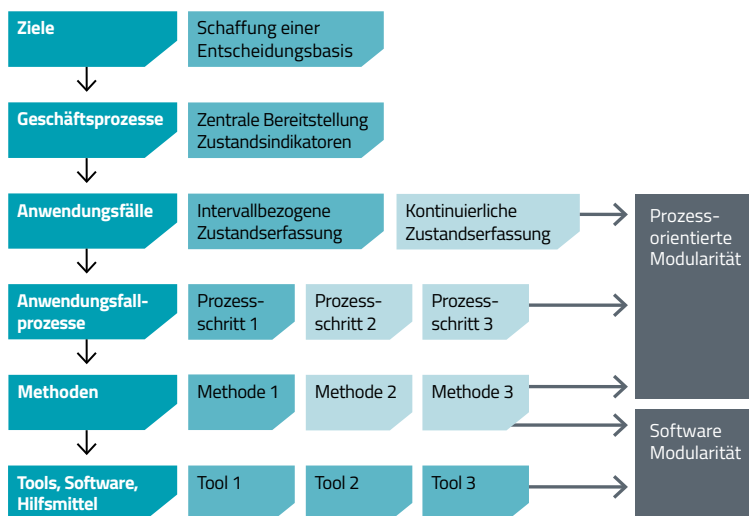 Ziele
Schaffung einer
Entscheidungsbasis
Geschäftsprozesse
Zentrale Bereitstellung
Zustandsindikatoren
Anwendungsfälle
Intervallbezogene
Zustandserfassung
Kontinuierliche
Zustandserfassung
Prozess-
orientierte
Modularität
Anwendungsfall-
prozesse
Prozess-
schritt 1
Prozess-
schritt 2
Prozess-
schritt 3
Methoden
Methode 1
Methode 2
Methode 3
Software
Modularität
Tools, Software,
Hilfsmittel
Tool 1
Tool 2
Tool 3